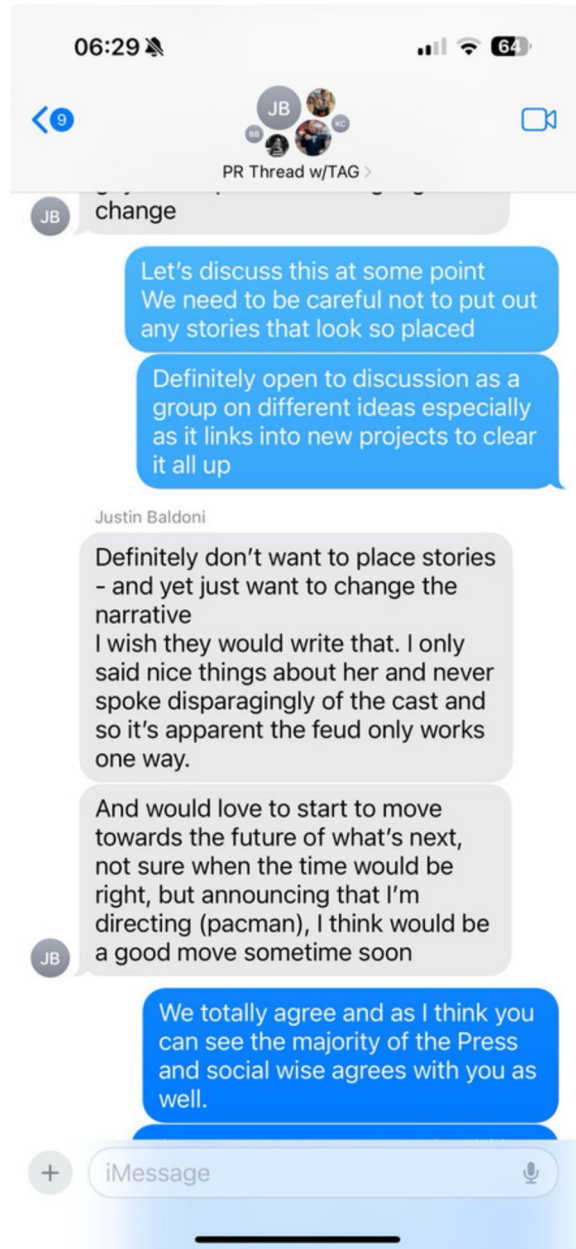 06:29
64
9
JB
BB
KC
PR Thread w/TAG
JB
change
Let's discuss this at some point
We need to be careful not to put out
any stories that look so placed
Definitely open to discussion as a
group on different ideas especially
as it links into new projects to clear
it all up
Justin Baldoni
Definitely don't want to place stories
- and yet just want to change the
narrative
I wish they would write that. I only
said nice things about her and never
spoke disparagingly of the cast and
so it's apparent the feud only works
one way.
And would love to start to move
towards the future of what's next,
not sure when the time would be
right, but announcing that I'm
directing (pacman), I think would be
a good move sometime soon
JB
We totally agree and as I think you
can see the majority of the Press
and social wise agrees with you as
well.
iMessage